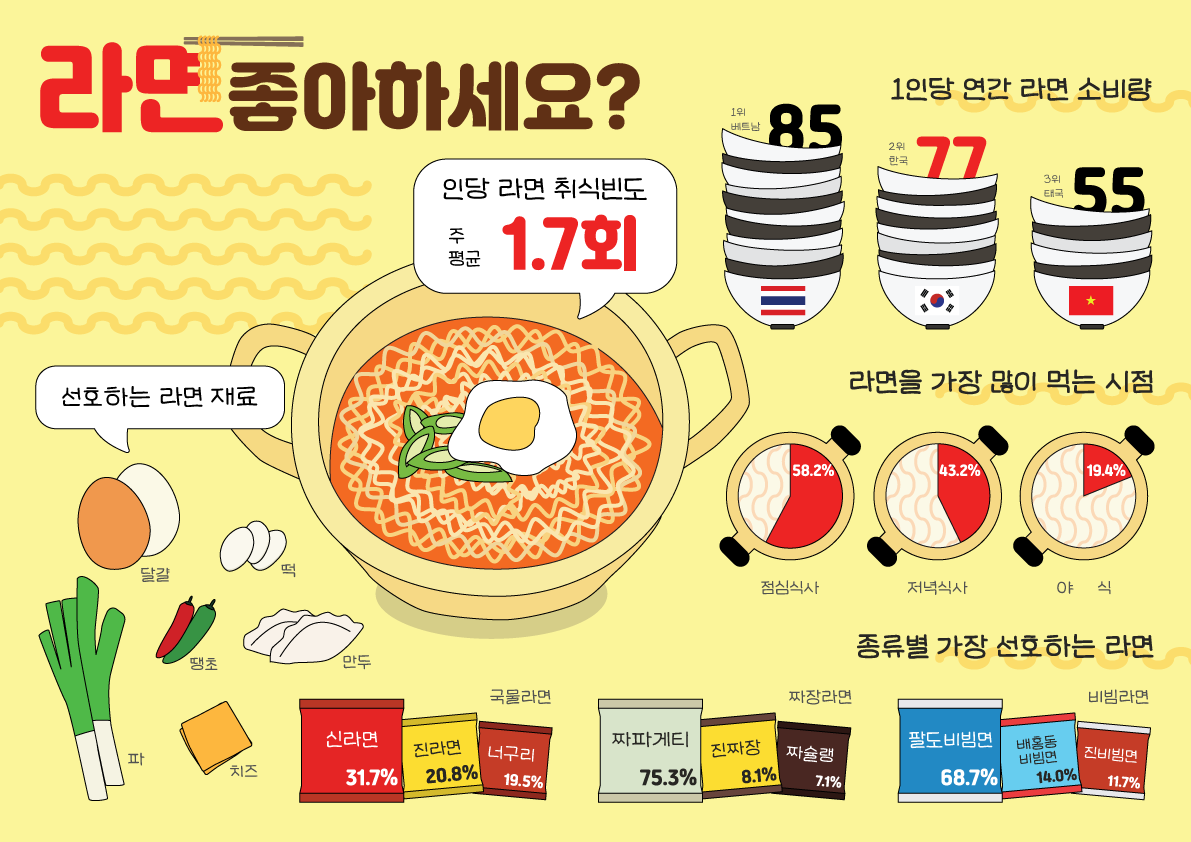 라면 좋아하세요?
인당 라면 취식빈도
주
평균
1.7회
선호하는 라면 재료
달걀
떡
땡초
만두
파
치즈
1인당 연간 라면 소비량
1위
베트남
85
2위
한국
77
3위
태국
55
라면을 가장 많이 먹는 시점
58.2%
점심식사
43.2%
저녁식사
19.4%
야 식
종류별 가장 선호하는 라면
국물라면
신라면
31.7%
진라면
20.8%
너구리
19.5%
짜장라면
짜파게티
75.3%
진짜장
8.1%
짜슐랭
7.1%
비빔라면
팔도비빔면
68.7%
배홍동
비빔면
14.0%
진비빔면
11.7%